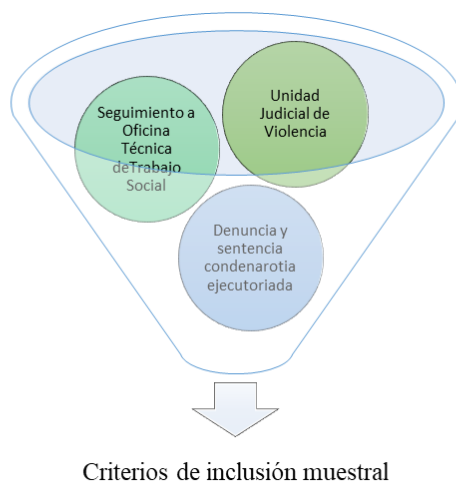 Seguimiento a
Oficina
Técnica
deTrabajo
Social
Unidad
Judicial de
Violencia
Denuncia y
sentencia
condenarotia
ejecutoriada
Criterios de inclusión muestral